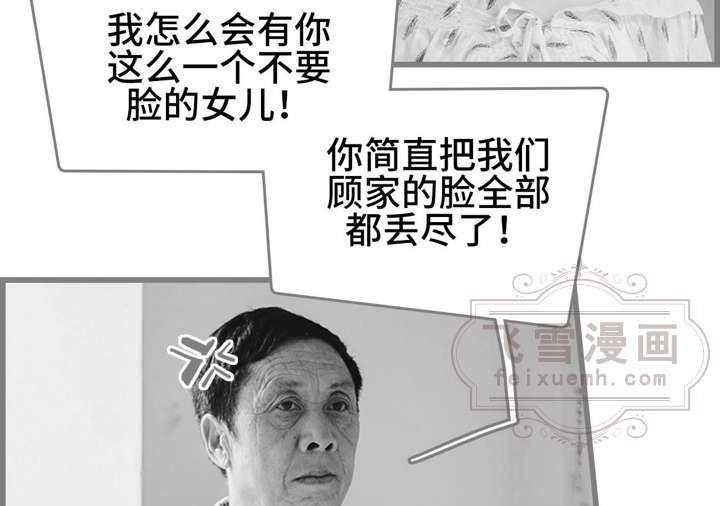 我怎么会有你
这么一个不要
脸的女儿！
你简直把我们
顾家的脸全部
都丢尽了！
飞雪漫画
feixuemh.com